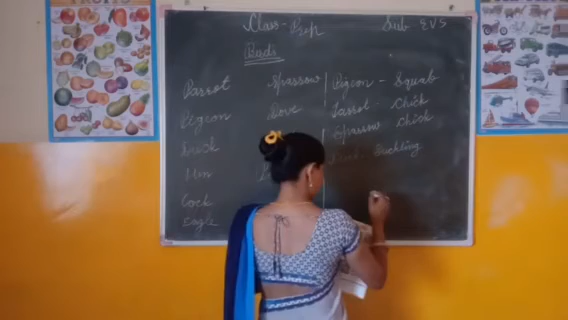 FRUITS
Class - Prep
Sub EVS
Birds
Parrot
Pigeon
Duck
Hen
Cock
Eagle
Sparrow
Dove
Pigeon - Squab
Parrot - Chick
Sparrow Chick
Duckling